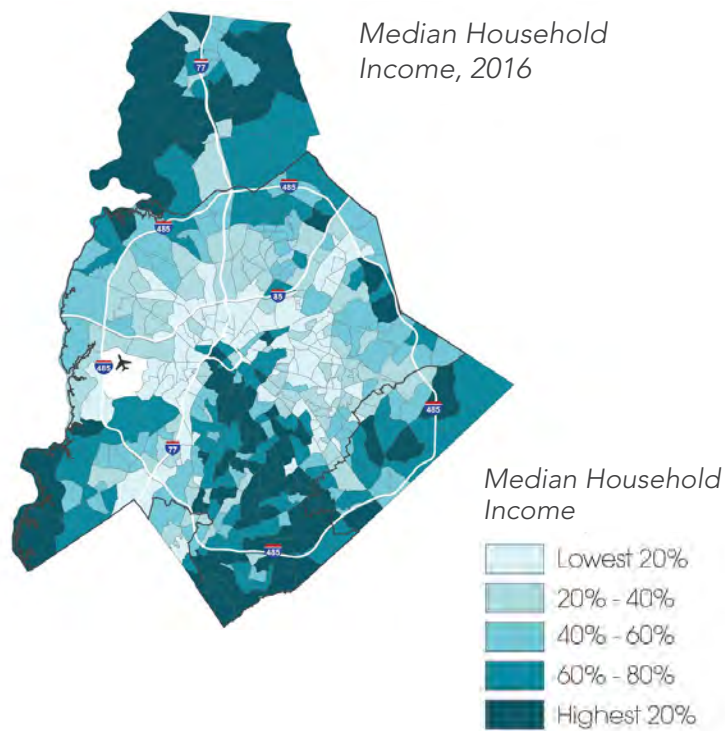 Median Household
Income, 2016
77
485
485
85
485
485
77
485
Median Household
Income
Lowest 20%
20% - 40%
40% - 60%
60% - 80%
Highest 20%